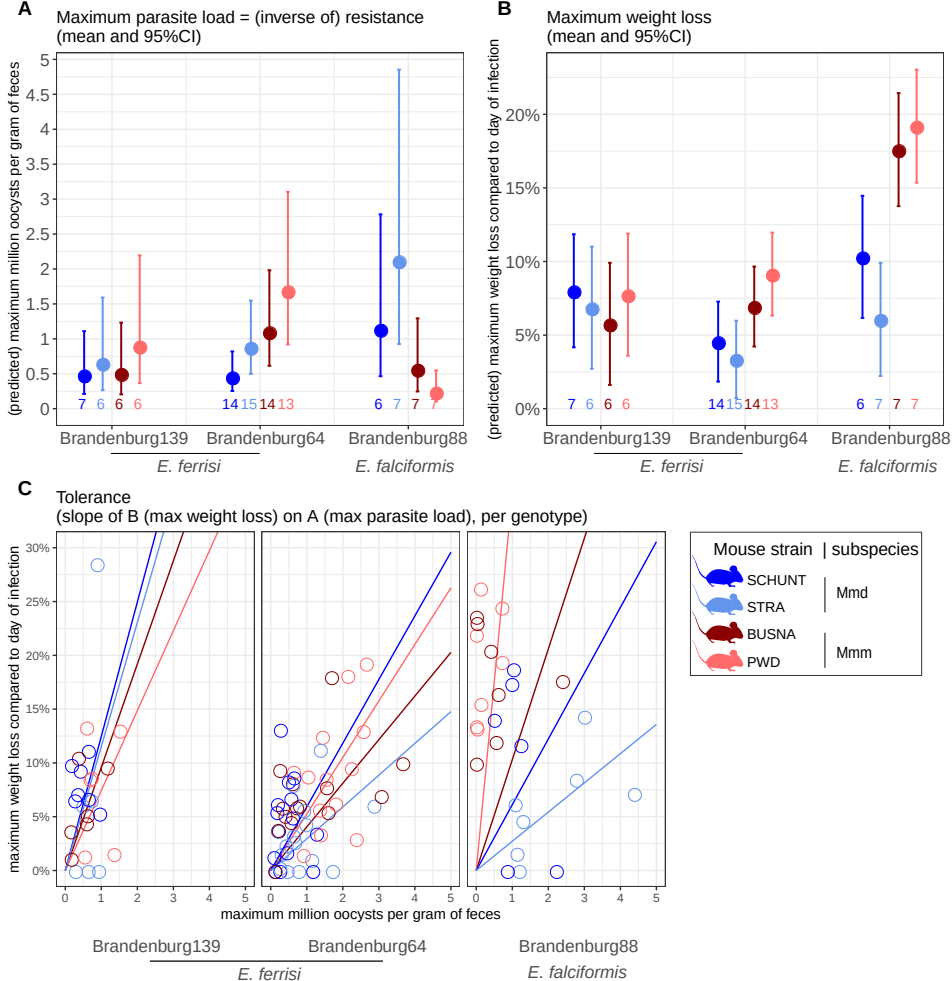 A
Maximum parasite load = (inverse of) resistance
(mean and 95%CI)
(predicted) maximum million oocysts per gram of feces
5
4.5
4
3.5
3
2.5
2
1.5
1
0.5
0
7 6 6 6 14 15 14 13 6 7 7 7
Brandenburg139 Brandenburg64 Brandenburg88
E. ferrisi E. falciformis
B
Maximum weight loss
(mean and 95%CI)
(predicted) maximum weight loss compared to day of infection
20%
15%
10%
5%
0%
7 6 6 6 14 15 14 13 6 7 7 7
Brandenburg139 Brandenburg64 Brandenburg88
E. ferrisi E. falciformis
C
Tolerance
(slope of B (max weight loss) on A (max parasite load), per genotype)
maximum weight loss compared to day of infection
30%
25%
20%
15%
10%
5%
0%
0 1 2 3 4 5 0 1 2 3 4 5 0 1 2 3 4 5
maximum million oocysts per gram of feces
Brandenburg139 Brandenburg64 Brandenburg88
E. ferrisi E. falciformis
Mouse strain | subspecies
SCHUNT
STRA
Mmd
BUSNA
PWD
Mmm